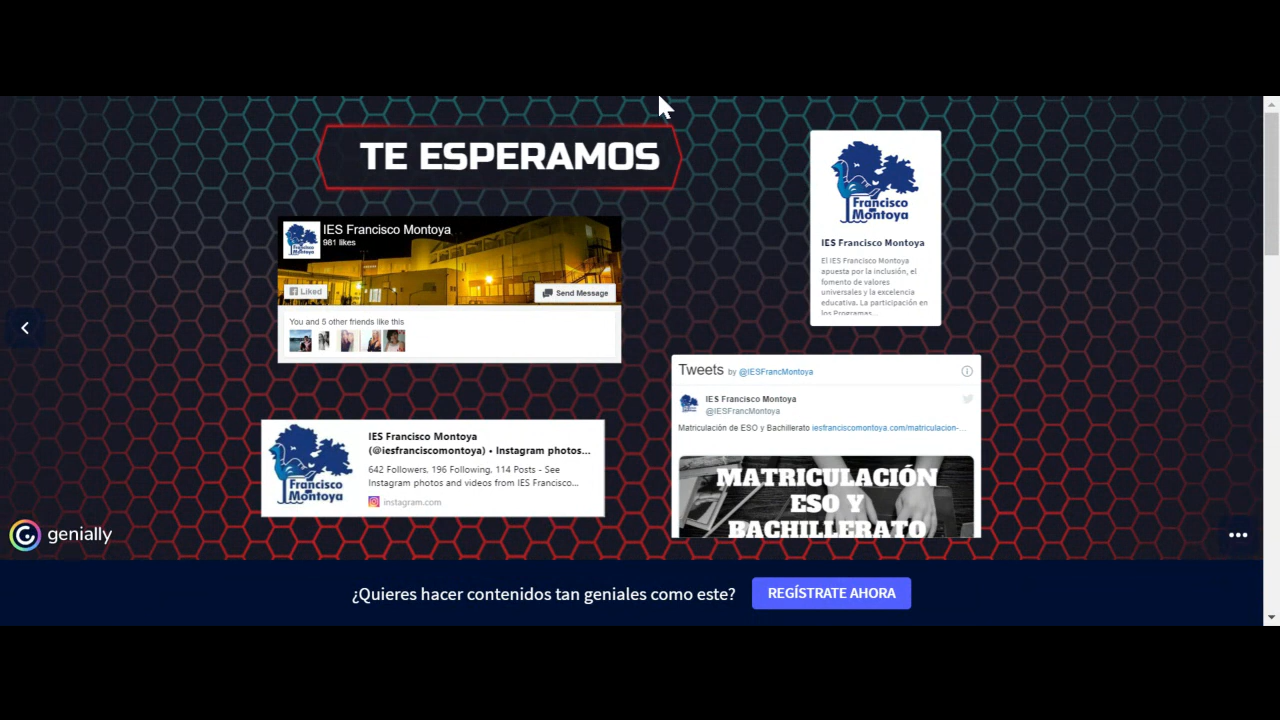 TE ESPERAMOS
IES Francisco Montoya
981 likes
Liked
Send Message
You and 5 other friends like this
Francisco
Montoya
IES Francisco Montoya
El IES Francisco Montoya
apuesta por la inclusión, el
fomento de valores
universales y la excelencia
educativa. La participación en
los Programas...
Tweets by @IESFrancMontoya
IES Francisco Montoya
@IESFrancMontoya
Matriculación de ESO y Bachillerato iesfranciscomontoya.com/matriculacion-...
MATRICULACIÓN
ESO Y
BACHILLERATO
Francisco
Montoya
IES Francisco Montoya
(@iesfranciscomontoya) • Instagram photos...
642 Followers, 196 Following, 114 Posts - See
Instagram photos and videos from IES Francisco...
instagram.com
genially
¿Quieres hacer contenidos tan geniales como este?
REGÍSTRATE AHORA